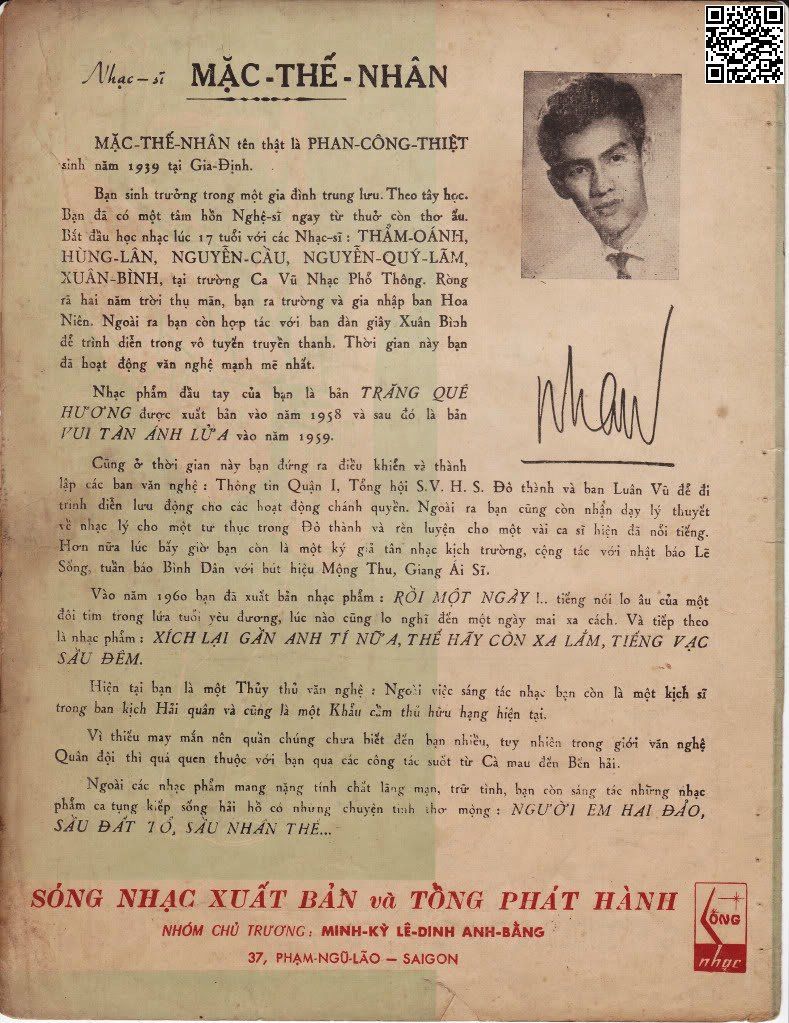 Nhạc-sĩ MẶC-THẾ-NHÂN
MẶC-THẾ-NHÂN tên thật là PHAN-CÔNG-THIỆT
sinh năm 1939 tại Gia-Định.
Bạn sinh trưởng trong một gia đình trung lưu. Theo tây học.
Bạn đã có một tâm hồn Nghệ-sĩ ngay từ thuở còn thơ ấu.
Bắt đầu học nhạc lúc 17 tuổi với các Nhạc-sĩ : THẨM-OÁNH,
HÙNG-LÂN, NGUYỄN-CẦU, NGUYỄN-QUÝ-LÃM,
XUÂN-BÌNH, tại trường Ca Vũ Nhạc Phổ Thông. Ròng
rã hai năm trời thụ mãn, bạn ra trường và gia nhập ban Hoa
Niên. Ngoài ra bạn còn hợp tác với ban đàn giây Xuân Bình
để trình diễn trong vô tuyến truyền thanh. Thời gian này bạn
đã hoạt động văn nghệ mạnh mẽ nhất.
Nhạc phẩm đầu tay của bạn là bản TRĂNG QUÊ
HƯƠNG được xuất bản vào năm 1958 và sau đó là bản
VUI TÀN ÁNH LỬA vào năm 1959.
nhân
Cũng ở thời gian này bạn đứng ra điều khiển và thành
lập các ban văn nghệ : Thông tin Quận I, Tổng hội S.V. H. S. Đô thành và ban Luân Vũ để đi
trình diễn lưu động cho các hoạt động chánh quyền. Ngoài ra bạn cũng còn nhận dạy lý thuyết
về nhạc lý cho một tư thục trong Đô thành và rèn luyện cho một vài ca sĩ hiện đã nổi tiếng.
Hơn nữa lúc bấy giờ bạn còn là một ký giả tân nhạc kịch trường, cộng tác với nhật báo Lẽ
Sống, tuần báo Bình Dân với bút hiệu Mộng Thu, Giang Ái Sĩ.
Vào năm 1960 bạn đã xuất bản nhạc phẩm : RỒI MỘT NGÀY !.. tiếng nói lo âu của một
đôi tim trong lứa tuổi yêu đương, lúc nào cũng lo nghĩ đến một ngày mai xa cách. Và tiếp theo
là nhạc phẩm : XÍCH LẠI GẦN ANH TÍ NỮA, THẾ HÃY CÒN XA LẮM, TIẾNG VẠC
SẦU ĐÊM.
Hiện tại bạn là một Thủy thủ văn nghệ : Ngoài việc sáng tác nhạc bạn còn là một kịch sĩ
trong ban kịch Hải quân và cũng là một Khẩu cầm thủ hữu hạng hiện tại.
Vì thiếu may mắn nên quần chúng chưa biết đến bạn nhiều, tuy nhiên trong giới văn nghệ
Quân đội thì quá quen thuộc với bạn qua các công tác suốt từ Cà mau đến Bến hải.
Ngoài các nhạc phẩm mang nặng tính chất lãng mạn, trữ tình, bạn còn sáng tác những nhạc
phẩm ca tụng kiếp sống hải hồ có những chuyện tình thơ mộng : NGƯỜI EM HẢI ĐẢO,
SẦU ĐẤT TỔ, SẦU NHÂN THẾ...
SÓNG NHẠC XUẤT BẢN và TỔNG PHÁT HÀNH
NHÓM CHỦ TRƯƠNG : MINH-KỲ LÊ-DINH ANH-BẰNG
37, PHẠM-NGŨ-LÃO — SAIGON
SÓNG
nhạc